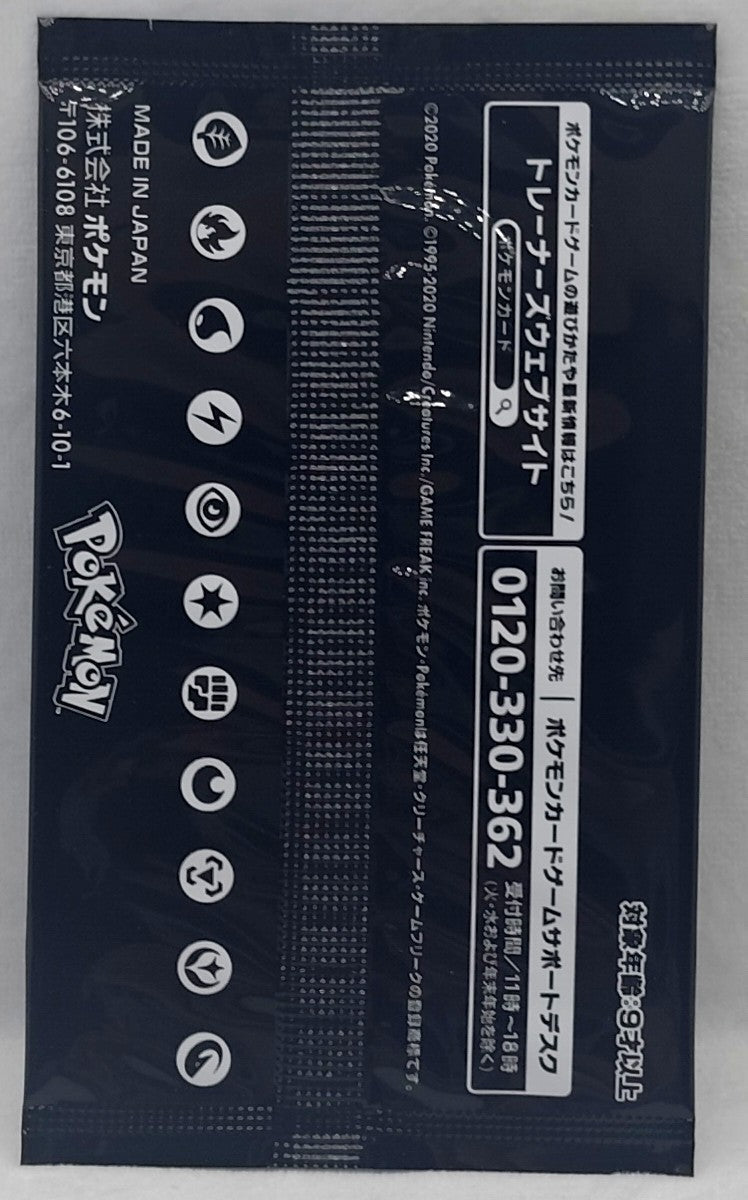 対象年齢:9才以上
ポケモンカードゲームの遊びかたや最新情報はこちら!
トレーナーズウェブサイト
ポケモンカード
お問い合わせ先 | ポケモンカードゲームサポートデスク
0120-330-362
受付時間/11時~18時
(火・水および年末年始を除く)
©2020 Pokémon. ©1995-2020 Nintendo/Creatures Inc./GAME FREAK inc. ポケモン・Pokémonは任天堂・クリーチャーズ・ゲームフリークの登録商標です。
MADE IN JAPAN
株式会社 ポケモン
〒106-6108 東京都港区六本木6-10-1
POKéMON